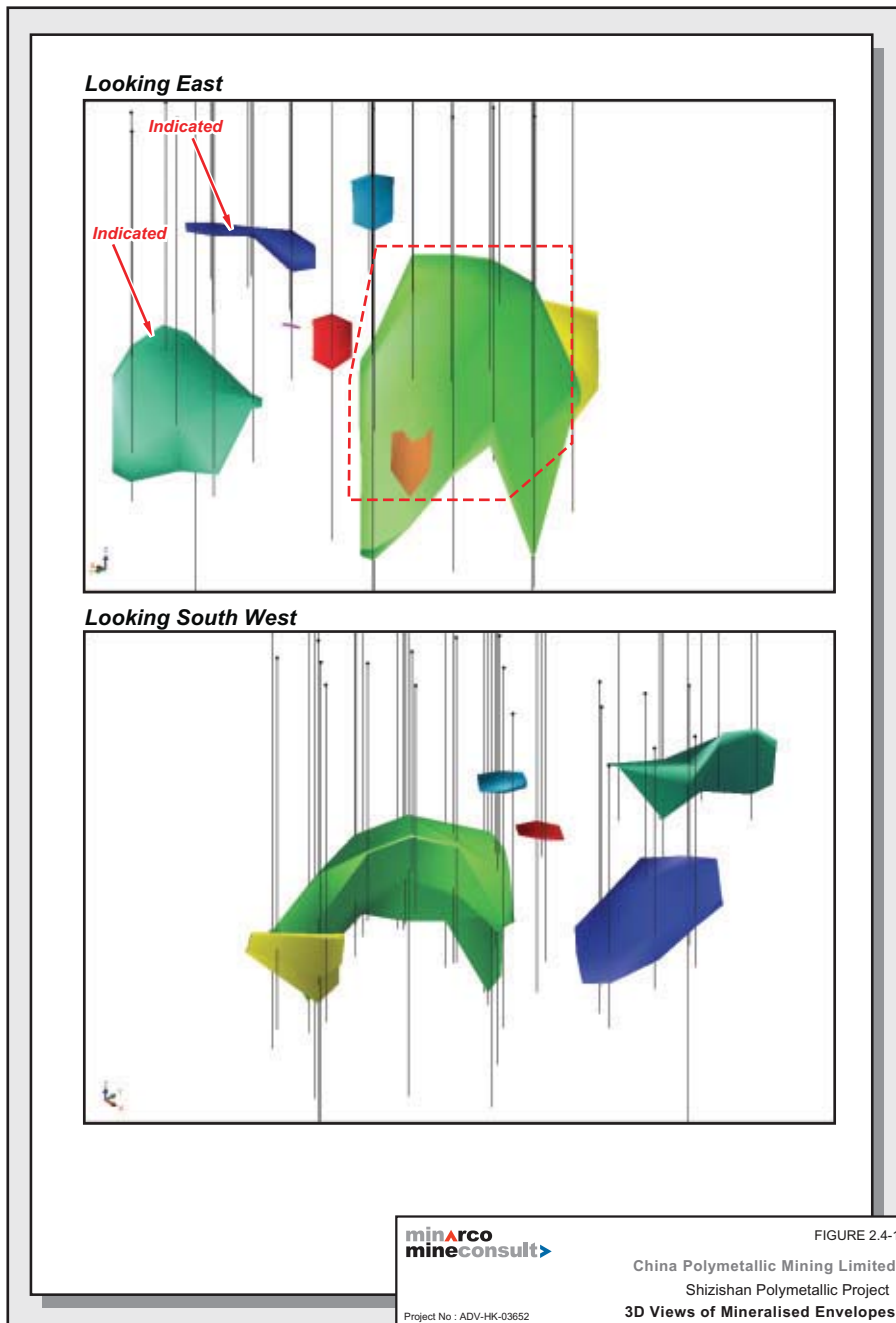 Looking East
Indicated
Indicated
Looking South West
minarco
mineconsult
FIGURE 2.4-1
China Polymetallic Mining Limited
Shizishan Polymetallic Project
Project No : ADV-HK-03652
3D Views of Mineralised Envelopes